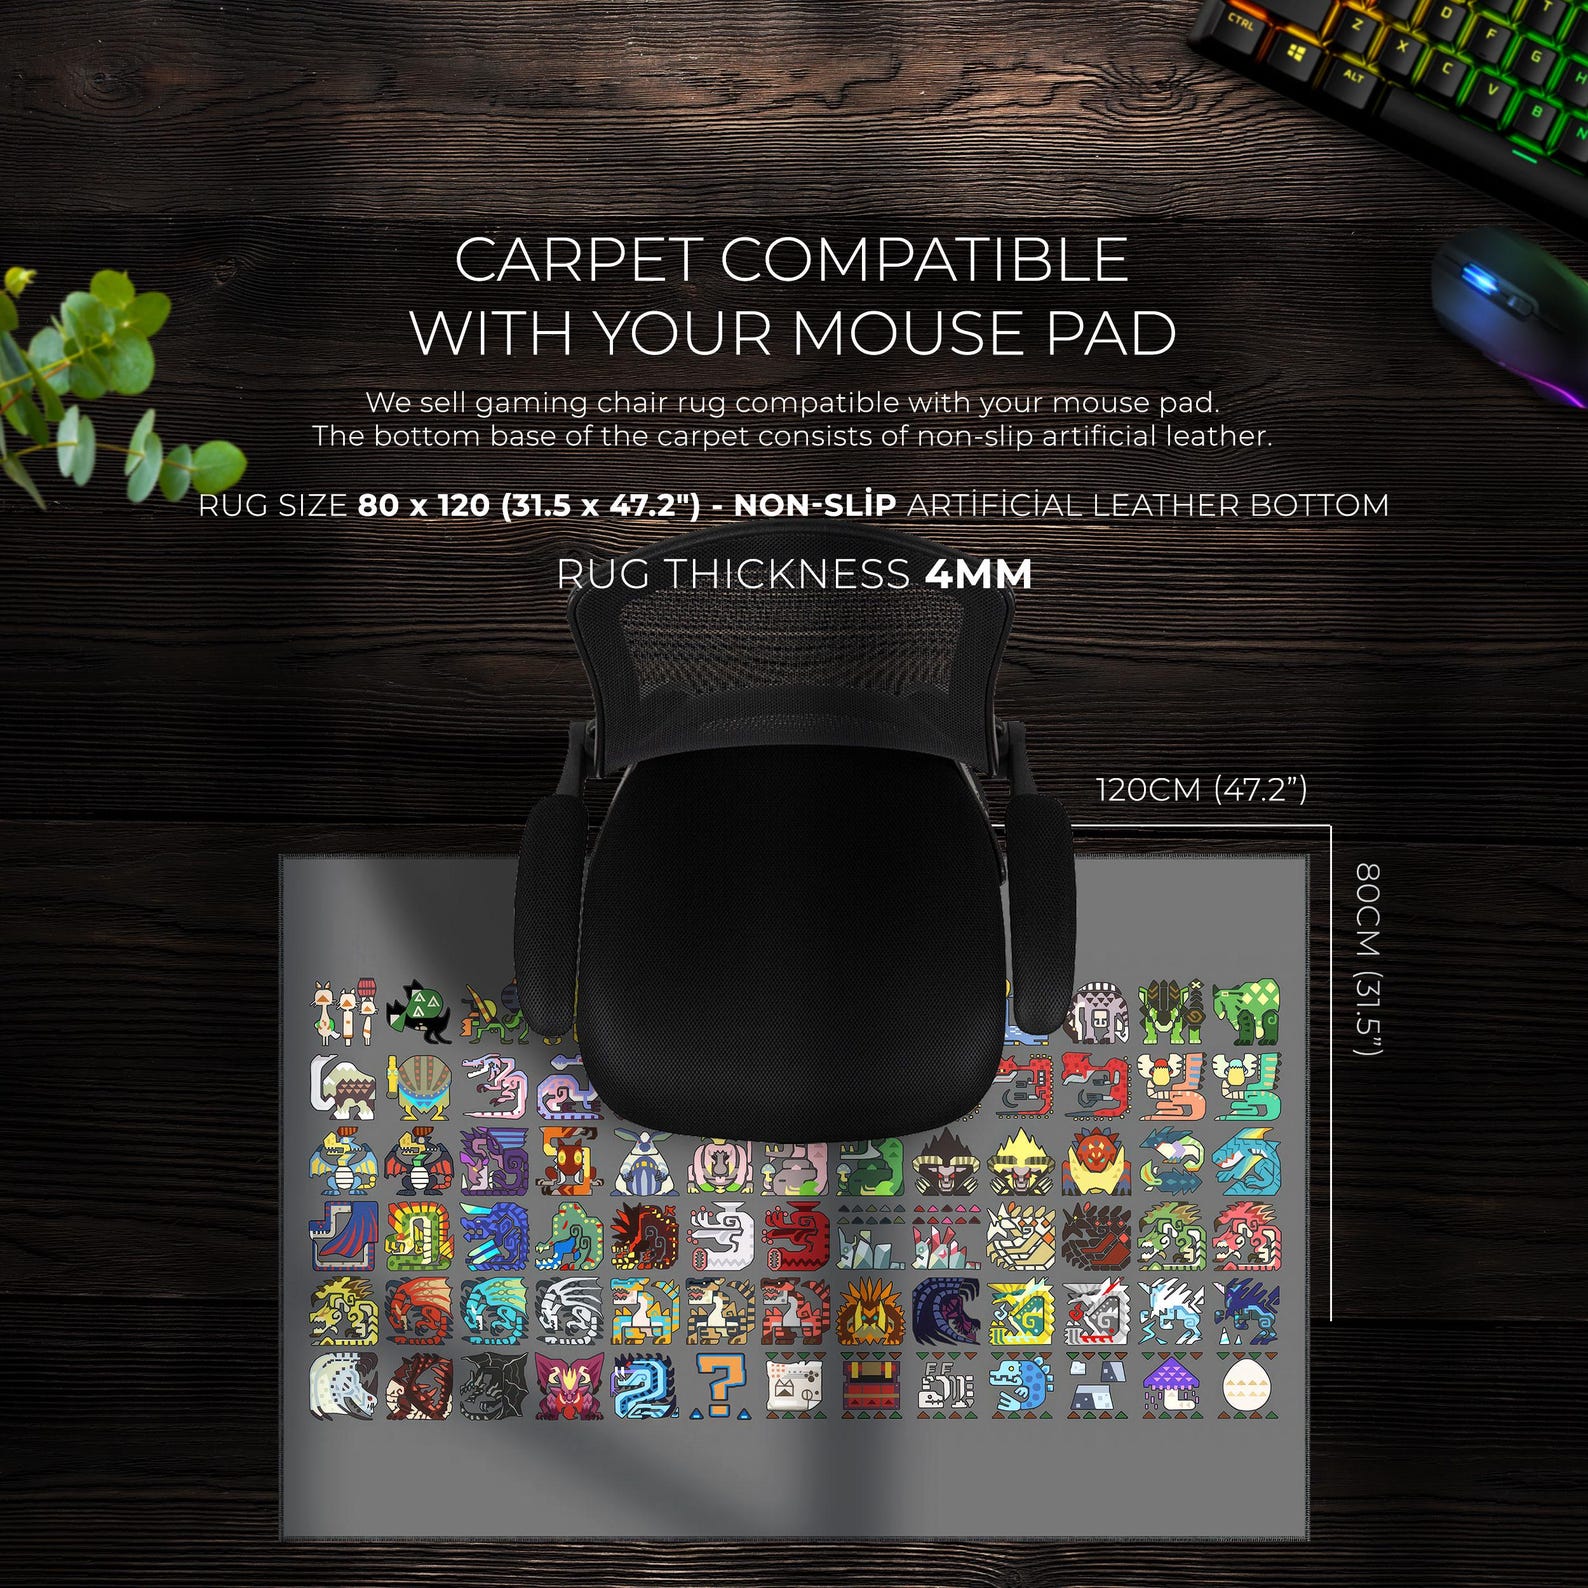 CTRL
ALT
Z
X
C
V
B
N
D
F
G
H
T
CARPET COMPATIBLE
WITH YOUR MOUSE PAD
We sell gaming chair rug compatible with your mouse pad.
The bottom base of the carpet consists of non-slip artificial leather.
RUG SIZE 80 x 120 (31.5 x 47.2") - NON-SLİP ARTİFİCİAL LEATHER BOTTOM
RUG THICKNESS 4MM
120CM (47.2”)
80CM (31.5”)
?